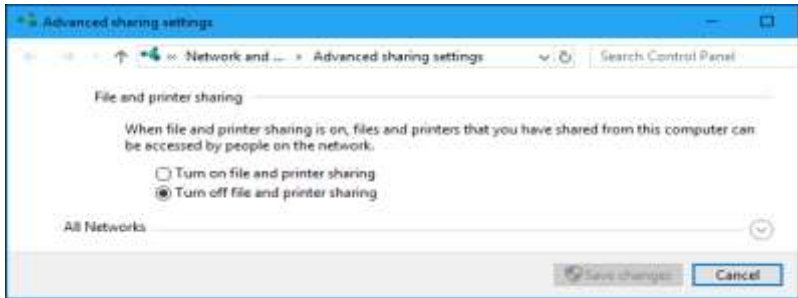 Advanced sharing settings
« Network and ... › Advanced sharing settings Search Control Panel
File and printer sharing
When file and printer sharing is on, files and printers that you have shared from this computer can
be accessed by people on the network.
Turn on file and printer sharing
Turn off file and printer sharing
All Networks
Save changes Cancel